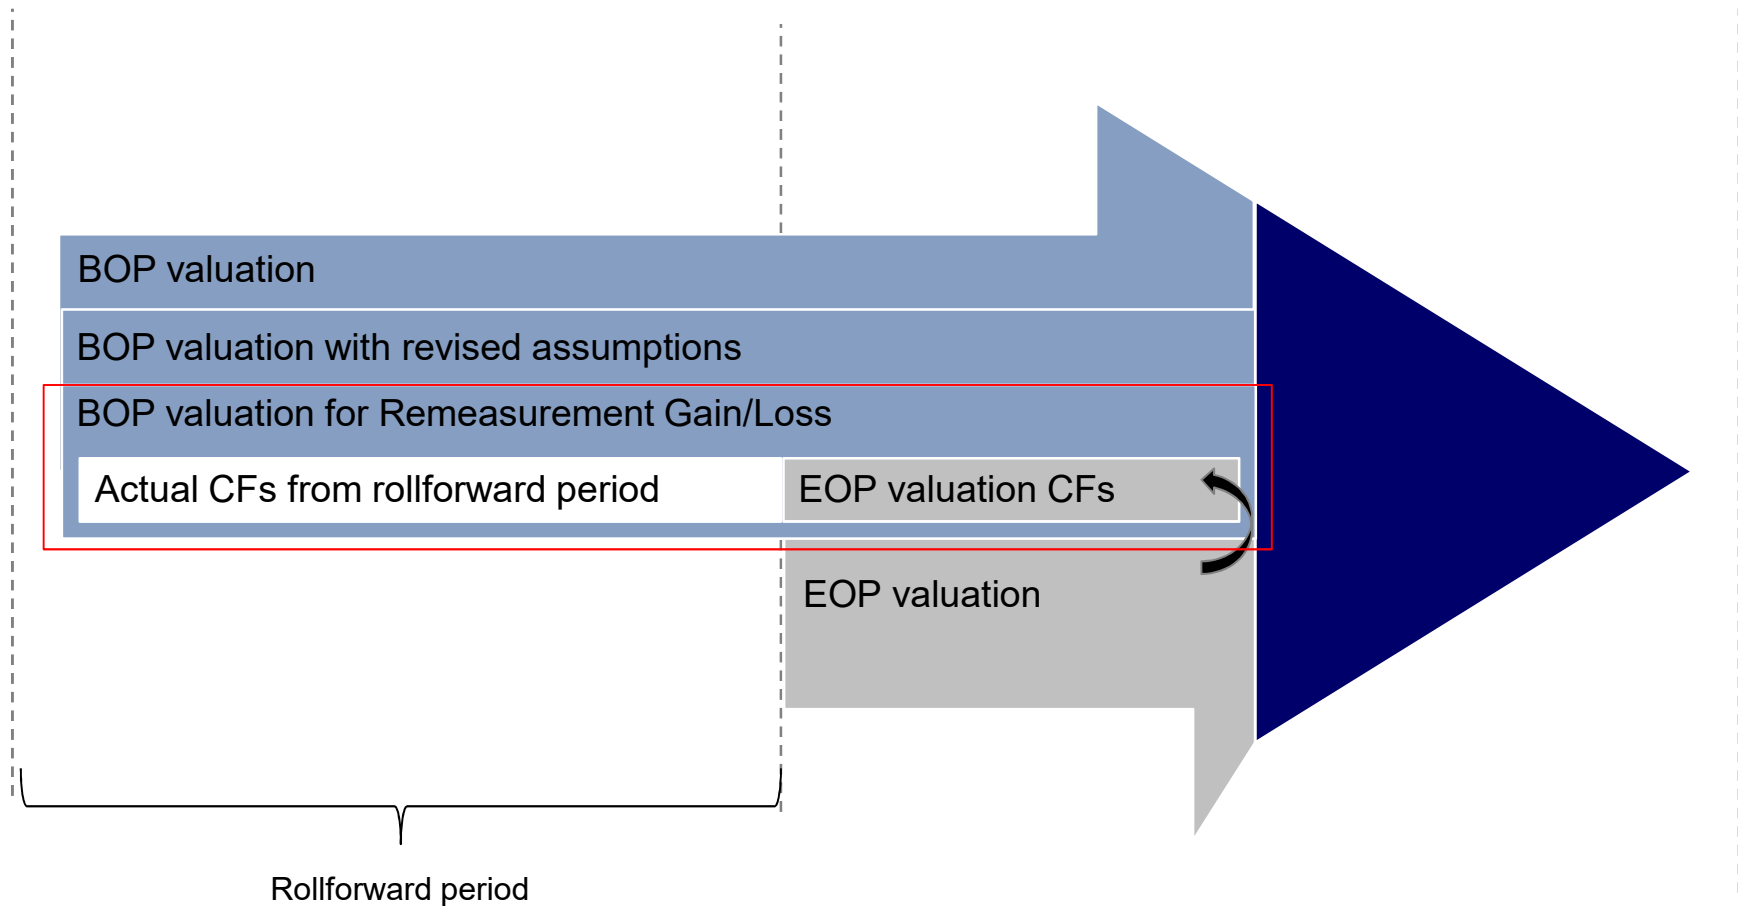 BOP valuation
BOP valuation with revised assumptions
BOP valuation for Remeasurement Gain/Loss
Actual CFs from rollforward period
EOP valuation CFs
EOP valuation
Rollforward period